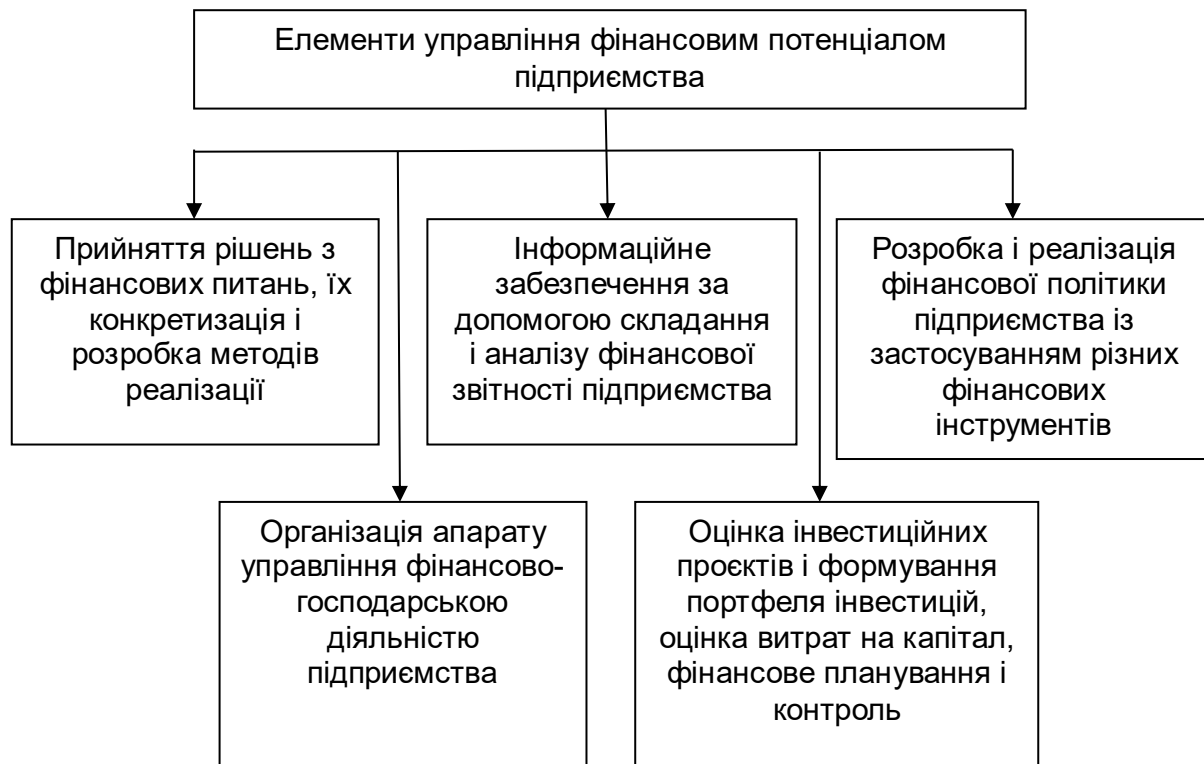 Елементи управління фінансовим потенціалом
підприємства
Прийняття рішень з
фінансових питань, їх
конкретизація і
розробка методів
реалізації
Інформаційне
забезпечення за
допомогою складання
і аналізу фінансової
звітності підприємства
Розробка і реалізація
фінансової політики
підприємства із
застосуванням різних
фінансових
інструментів
Організація апарату
управління фінансово-
господарською
діяльністю
підприємства
Оцінка інвестиційних
проєктів і формування
портфеля інвестицій,
оцінка витрат на капітал,
фінансове планування і
контроль